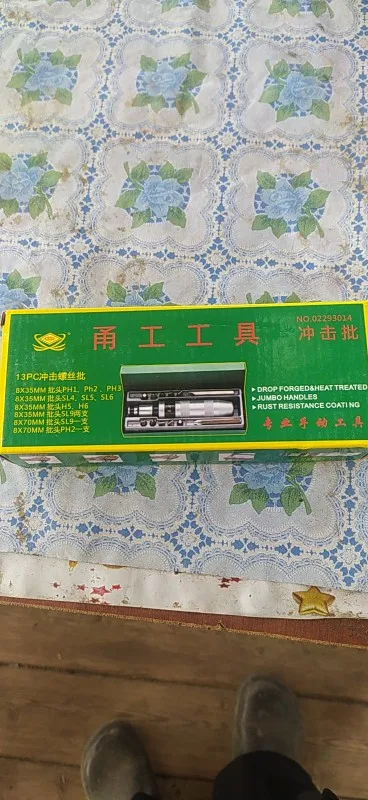 NO.02293014
甬工工具
冲击批
13PC冲击螺丝批
8X35MM 批头PH1、Ph2、PH3
8X35MM 批头SL4、SL5、SL6
8X35MM 批头H5、H6
8X35MM 批头SL9两支
8X70MM 批头SL9一支
8X70MM 批头PH2一支
▶DROP FORGED&HEAT TREATED
▶JUMBO HANDLES
▶RUST RESISTANCE COATING
专业手动工具